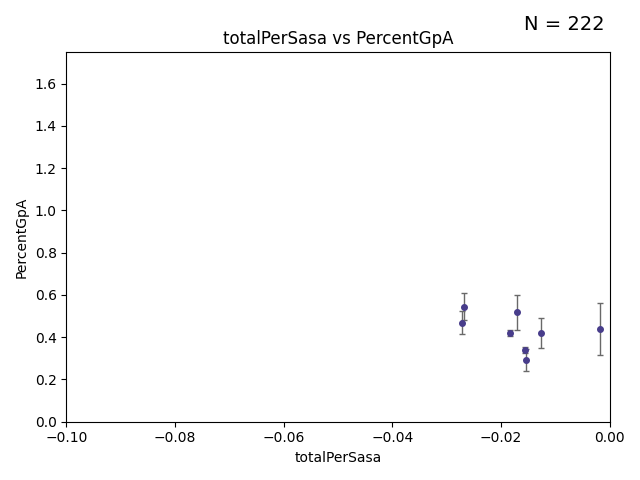 N = 222
totalPerSasa vs PercentGpA
1.6
1.4
1.2
1.0
0.8
0.6
0.4
0.2
0.0
PercentGpA
−0.10 −0.08 −0.06 −0.04 −0.02 0.00
totalPerSasa